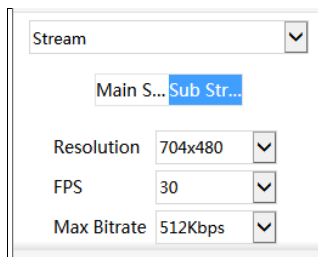 Stream
Main S... Sub Str...
Resolution 704x480
FPS 30
Max Bitrate 512Kbps